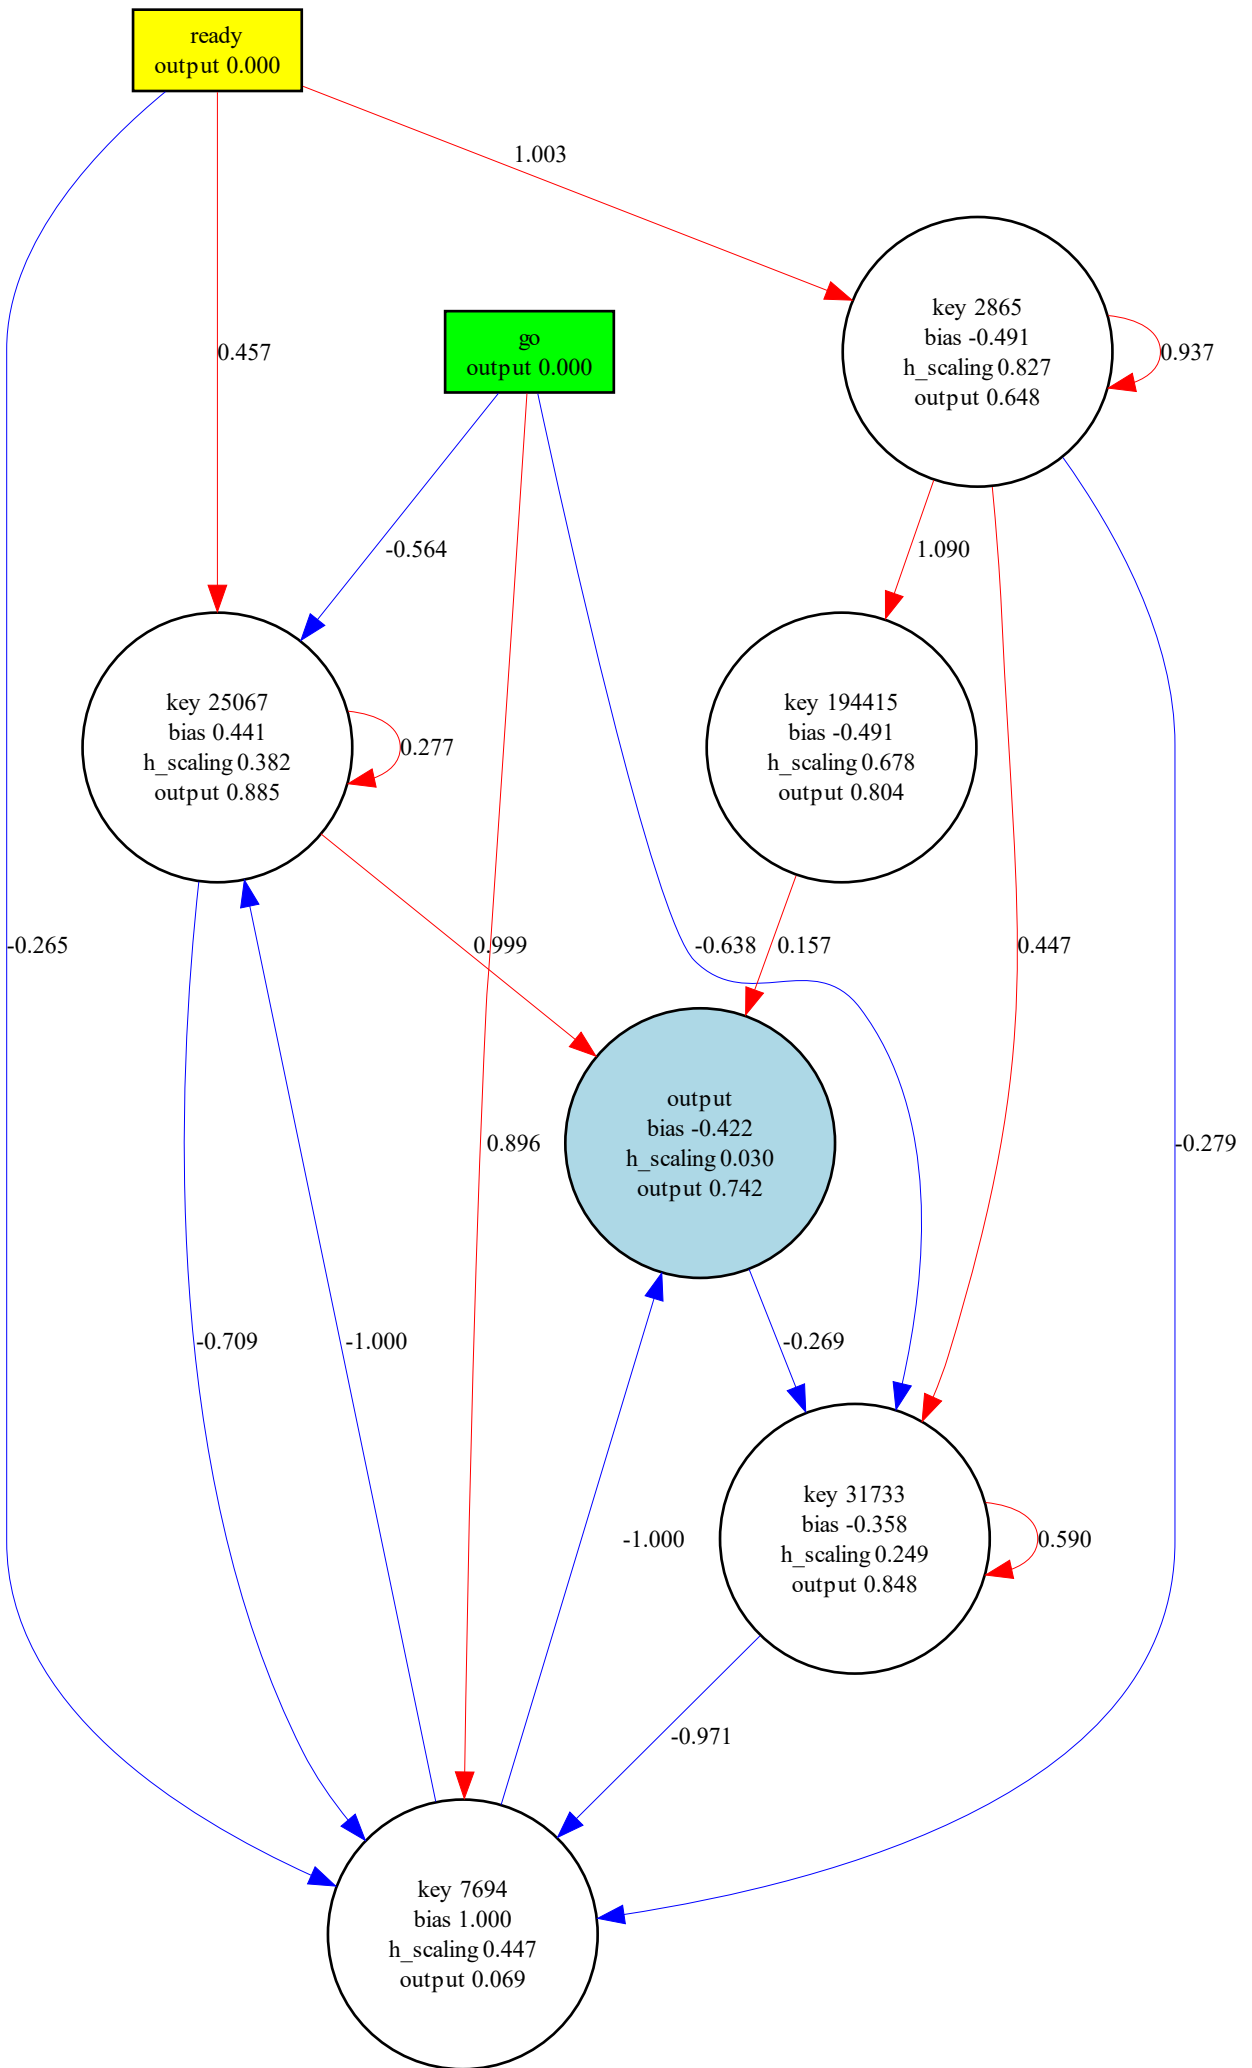 ready
output 0.000
1.003
go
output 0.000
key 2865
bias -0.491
h_scaling 0.827
output 0.648
0.457
0.937
-0.564
1.090
key 25067
bias 0.441
h_scaling 0.382
output 0.885
0.277
key 194415
bias -0.491
h_scaling 0.678
output 0.804
-0.265
0.999
-0.638
0.157
0.447
output
bias -0.422
h_scaling 0.030
output 0.742
0.896
-0.279
-0.709
-1.000
-0.269
key 31733
bias -0.358
h_scaling 0.249
output 0.848
-1.000
0.590
-0.971
key 7694
bias 1.000
h_scaling 0.447
output 0.069